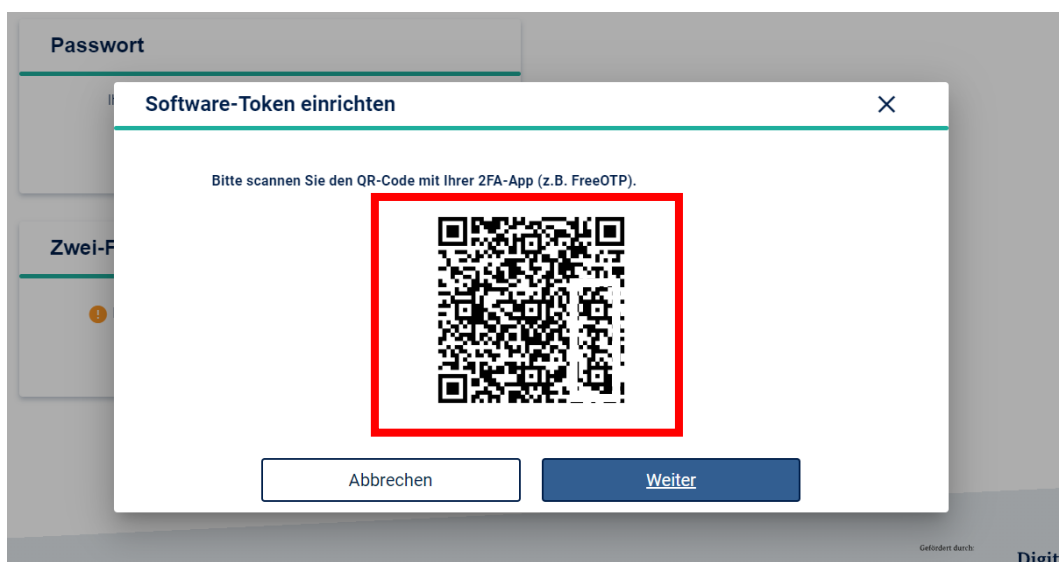 Passwort
Software-Token einrichten
Bitte scannen Sie den QR-Code mit Ihrer 2FA-App (z.B. FreeOTP).
Zwei-F
Abbrechen
Weiter
Gefördert durch:
Digit